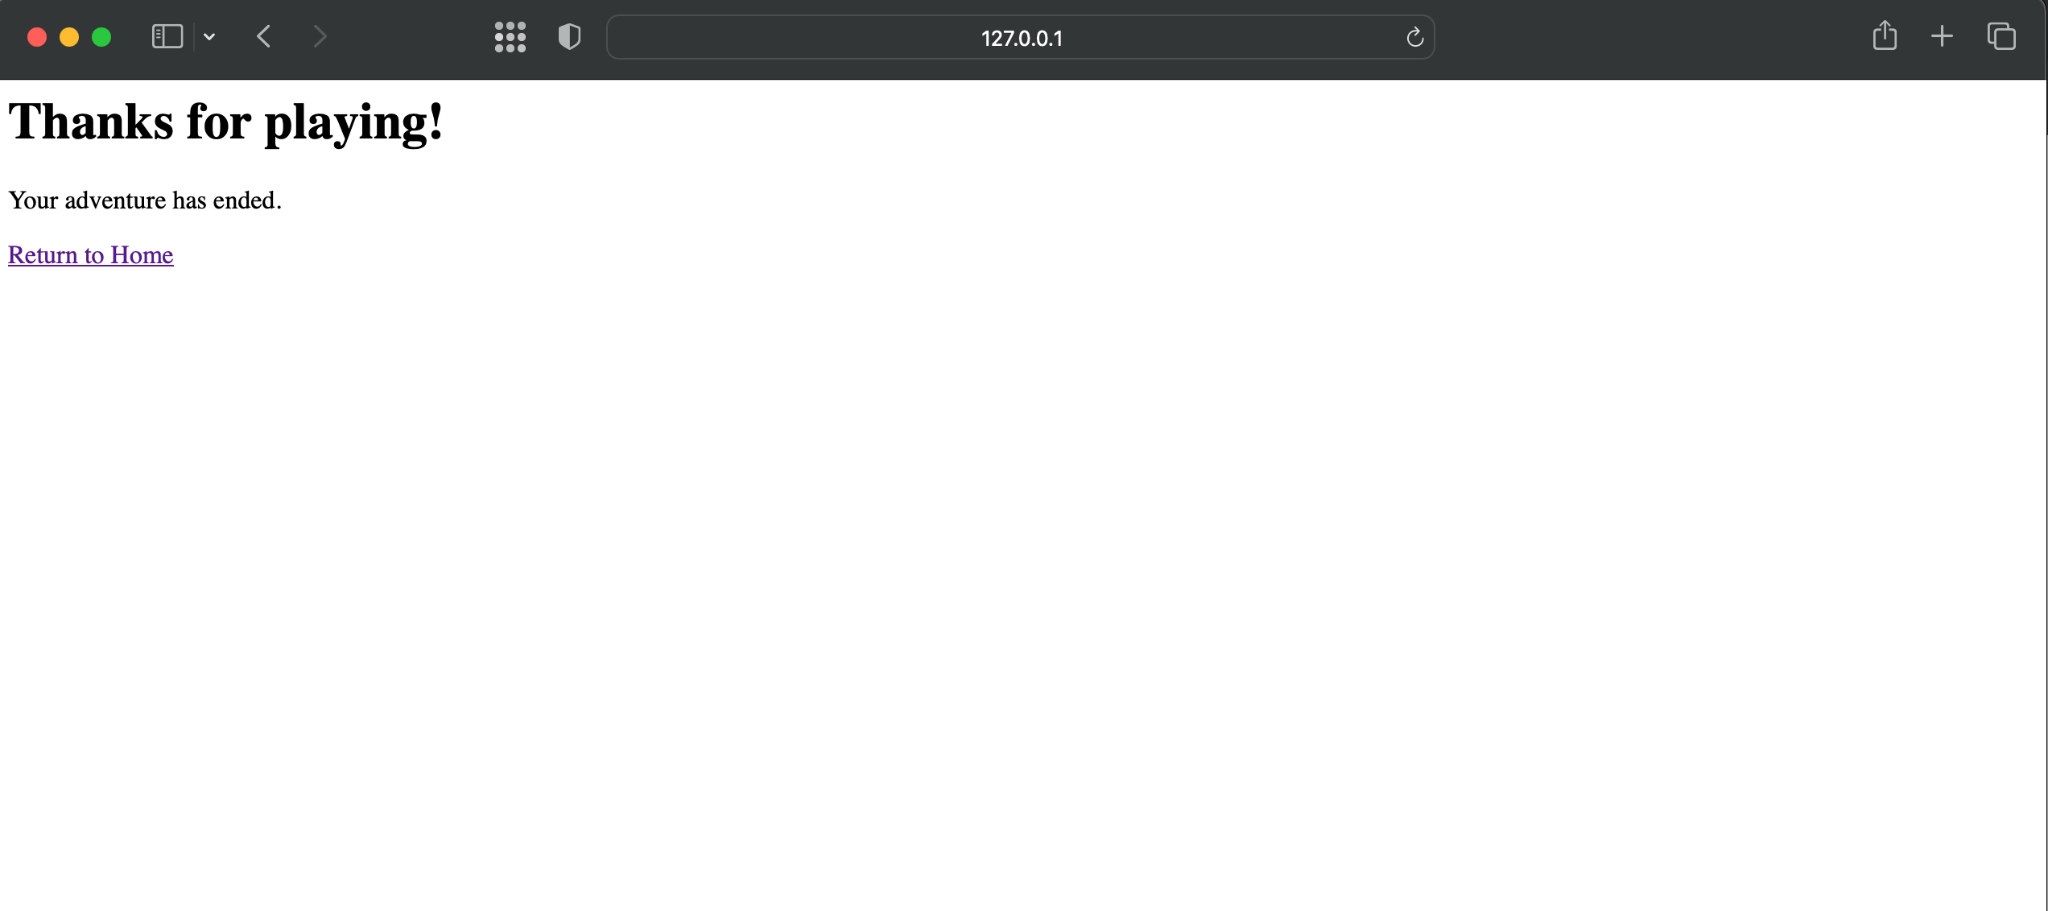 127.0.0.1
Thanks for playing!
Your adventure has ended.
Return to Home